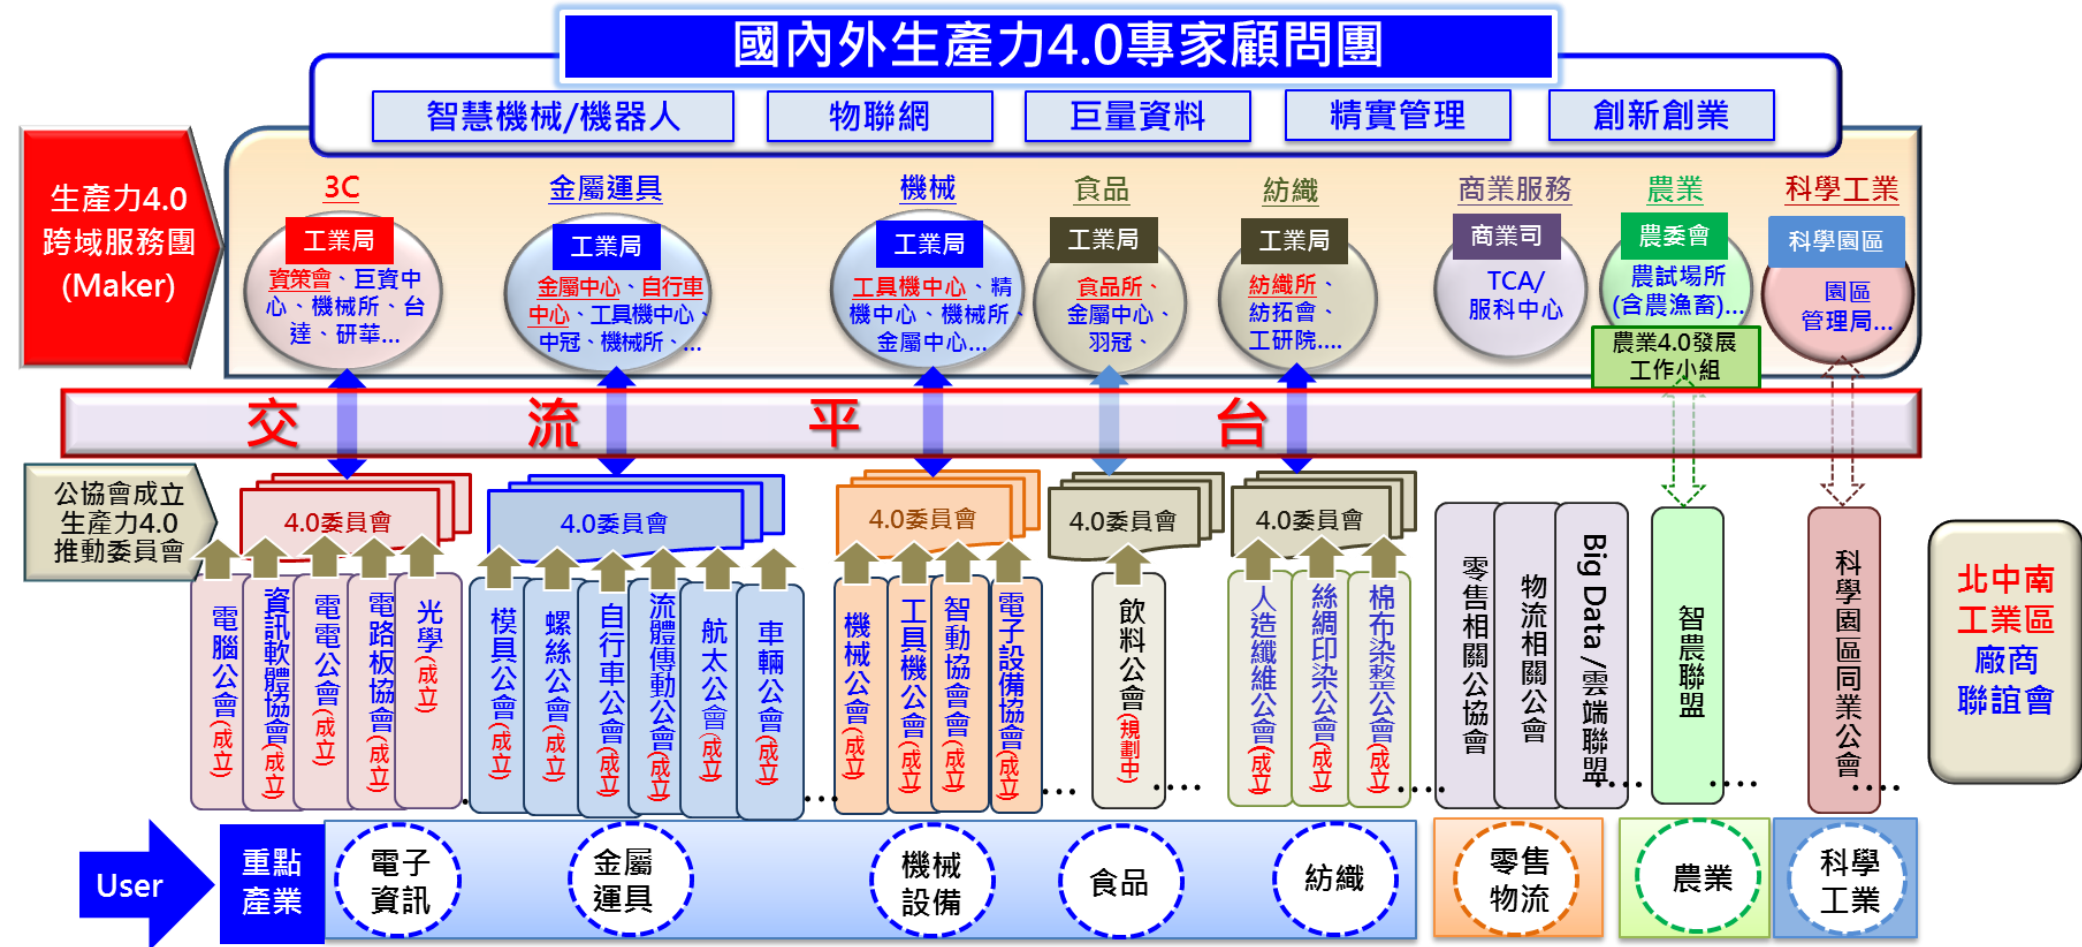 國內外生產力4.0專家顧問團
智慧機械/機器人
物聯網
巨量資料
精實管理
創新創業
生產力4.0
跨域服務團
(Maker)
3C
工業局
資策會、巨資中
心、機械所、台
達、研華...
金屬運具
工業局
金屬中心、自行車
中心、工具機中心、
中冠、機械所、...
機械
工業局
工具機中心、精
機中心、機械所、
金屬中心...
食品
工業局
食品所、
金屬中心、
羽冠、
紡織
工業局
紡織所、
紡拓會、
工研院....
商業服務
商業司
TCA/
服科中心
農業
農委會
農試場所
(含農漁畜)...
農業4.0發展
工作小組
科學工業
科學園區
園區
管理局...
交流平台
公協會成立
生產力4.0
推動委員會
4.0委員會
4.0委員會
4.0委員會
4.0委員會
4.0委員會
電腦公會(成立)
資訊軟體協會(成立)
電電公會(成立)
電路板協會(成立)
光學(成立)
模具公會(成立)
螺絲公會(成立)
自行車公會(成立)
流體傳動公會(成立)
航太公會(成立)
車輛公會(成立)
...
機械公會(成立)
工具機公會(成立)
智動協會會(成立)
電子設備協會(成立)
...
飲料公會(規劃中)
....
人造纖維公會(成立)
絲綢印染公會(成立)
棉布染整公會(成立)
....
零售相關公協會
物流相關公會
Big Data /雲端聯盟
....
智農聯盟
....
科學園區同業公會
....
北中南
工業區
廠商
聯誼會
User
重點
產業
電子
資訊
金屬
運具
機械
設備
食品
紡織
零售
物流
農業
科學
工業